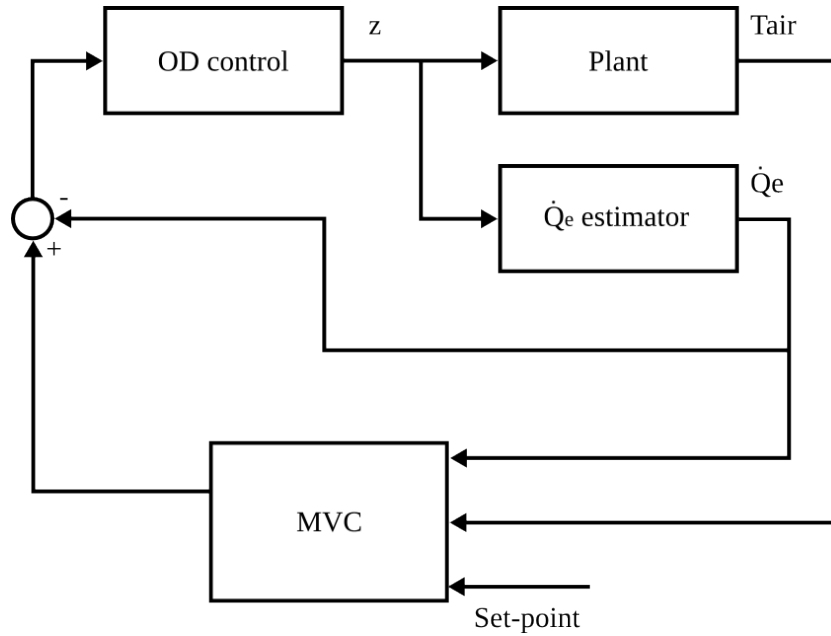 z
Tair
OD control
Plant
Q̇e
Q̇e estimator
-
+
MVC
Set-point